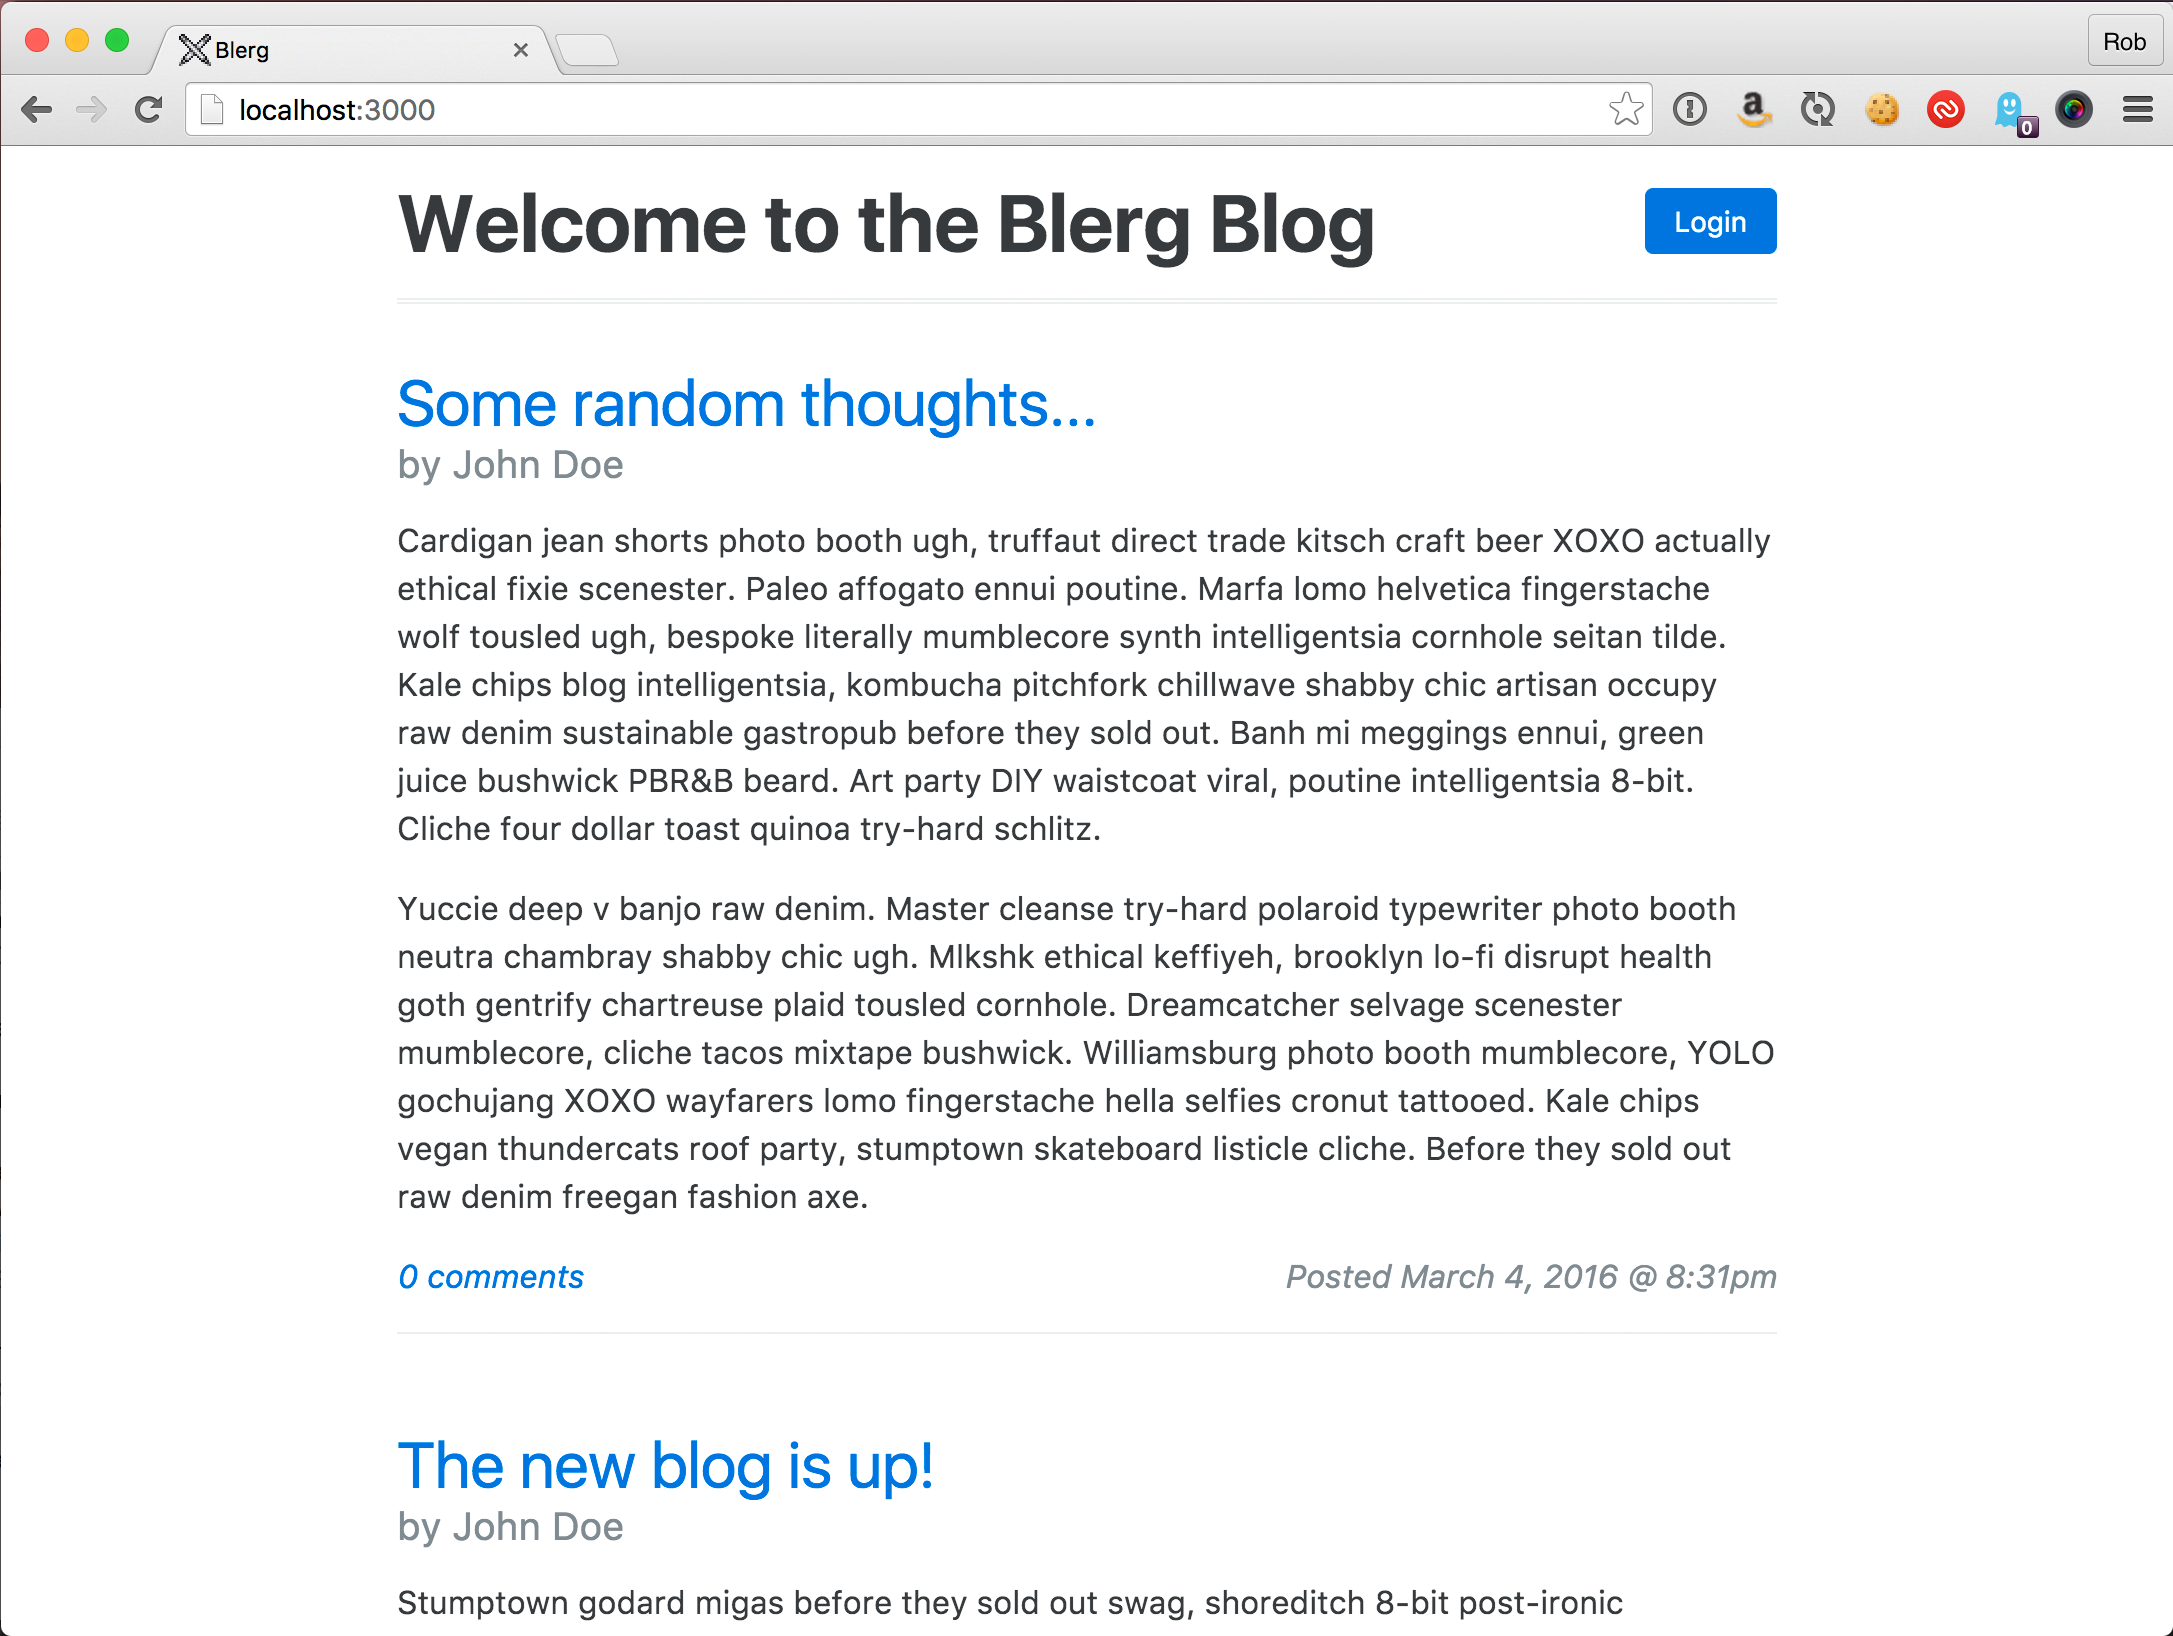 Blerg
Rob
localhost:3000
0
Welcome to the Blerg Blog
Login
Some random thoughts...
by John Doe
Cardigan jean shorts photo booth ugh, truffaut direct trade kitsch craft beer XOXO actually
ethical fixie scenester. Paleo affogato ennui poutine. Marfa lomo helvetica fingerstache
wolf tousled ugh, bespoke literally mumblecore synth intelligentsia cornhole seitan tilde.
Kale chips blog intelligentsia, kombucha pitchfork chillwave shabby chic artisan occupy
raw denim sustainable gastropub before they sold out. Banh mi meggings ennui, green
juice bushwick PBR&B beard. Art party DIY waistcoat viral, poutine intelligentsia 8-bit.
Cliche four dollar toast quinoa try-hard schlitz.
Yuccie deep v banjo raw denim. Master cleanse try-hard polaroid typewriter photo booth
neutra chambray shabby chic ugh. Mlkshk ethical keffiyeh, brooklyn lo-fi disrupt health
goth gentrify chartreuse plaid tousled cornhole. Dreamcatcher selvage scenester
mumblecore, cliche tacos mixtape bushwick. Williamsburg photo booth mumblecore, YOLO
gochujang XOXO wayfarers lomo fingerstache hella selfies cronut tattooed. Kale chips
vegan thundercats roof party, stumptown skateboard listicle cliche. Before they sold out
raw denim freegan fashion axe.
0 comments
Posted March 4, 2016 @ 8:31pm
The new blog is up!
by John Doe
Stumptown godard migas before they sold out swag, shoreditch 8-bit post-ironic